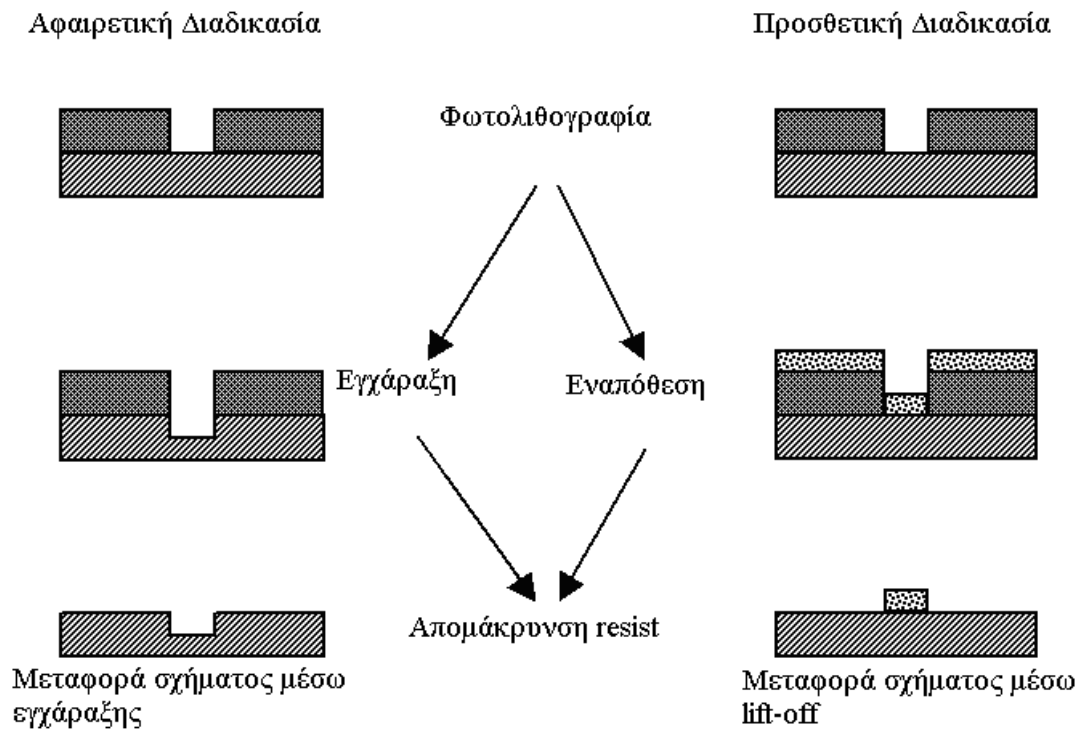 Αφαιρετική Διαδικασία
Προσθετική Διαδικασία
Φωτολιθογραφία
Εγχάραξη
Εναπόθεση
Απομάκρυνση resist
Μεταφορά σχήματος μέσω
εγχάραξης
Μεταφορά σχήματος μέσω
lift-off